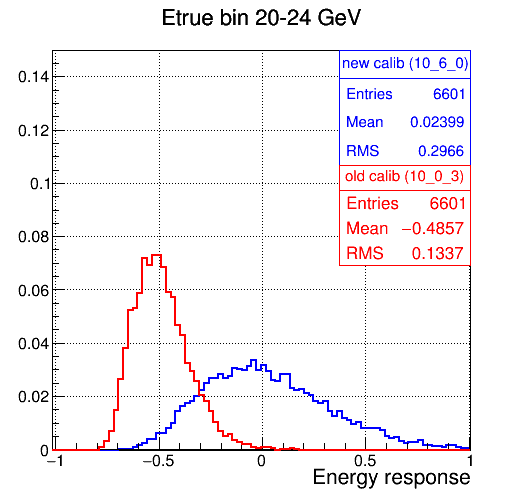 Etrue bin 20-24 GeV
new calib (10_6_0)
Entries 6601
Mean 0.02399
RMS 0.2966
old calib (10_0_3)
Entries 6601
Mean −0.4857
RMS 0.1337
0.14
0.12
0.1
0.08
0.06
0.04
0.02
0
−1 −0.5 0 0.5 1
Energy response